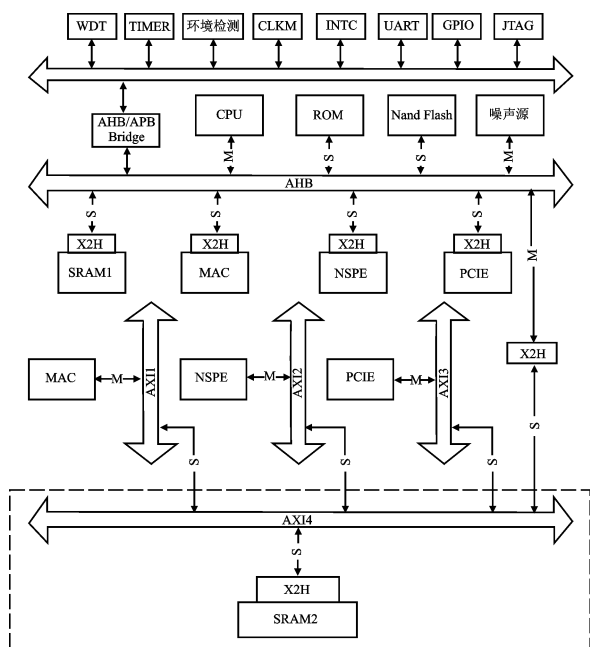 WDT TIMER 环境检测 CLKM INTC UART GPIO JTAG
AHB/APB
Bridge
CPU ROM Nand Flash 噪声源
M S S M
AHB
S S S S M
X2H X2H X2H X2H
SRAM1 MAC NSPE PCIE
X2H
MAC M AXI1 NSPE M AXI2 PCIE M AXI3
S S S S
AXI4
S
X2H
SRAM2